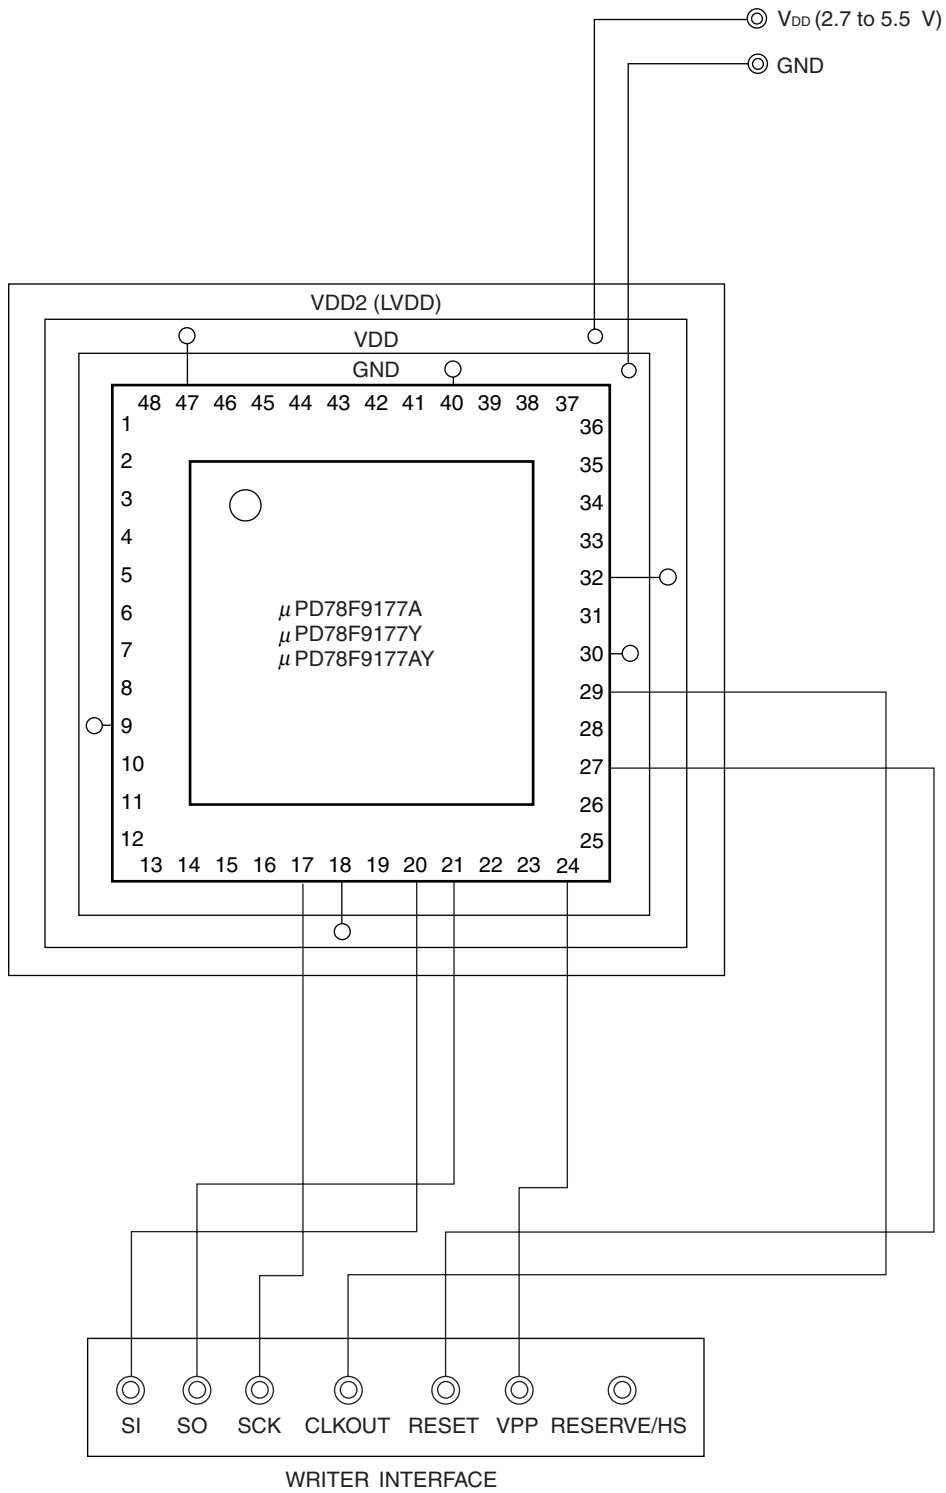 VDD (2.7 to 5.5 V)
GND
VDD2 (LVDD)
VDD
GND
48 47 46 45 44 43 42 41 40 39 38 37
1 36
2 35
3 34
4 33
5 32
6 31
7 30
8 29
9 28
10 27
11 26
12 25
13 14 15 16 17 18 19 20 21 22 23 24
μPD78F9177A
μPD78F9177Y
μPD78F9177AY
SI SO SCK CLKOUT RESET VPP RESERVE/HS
WRITER INTERFACE